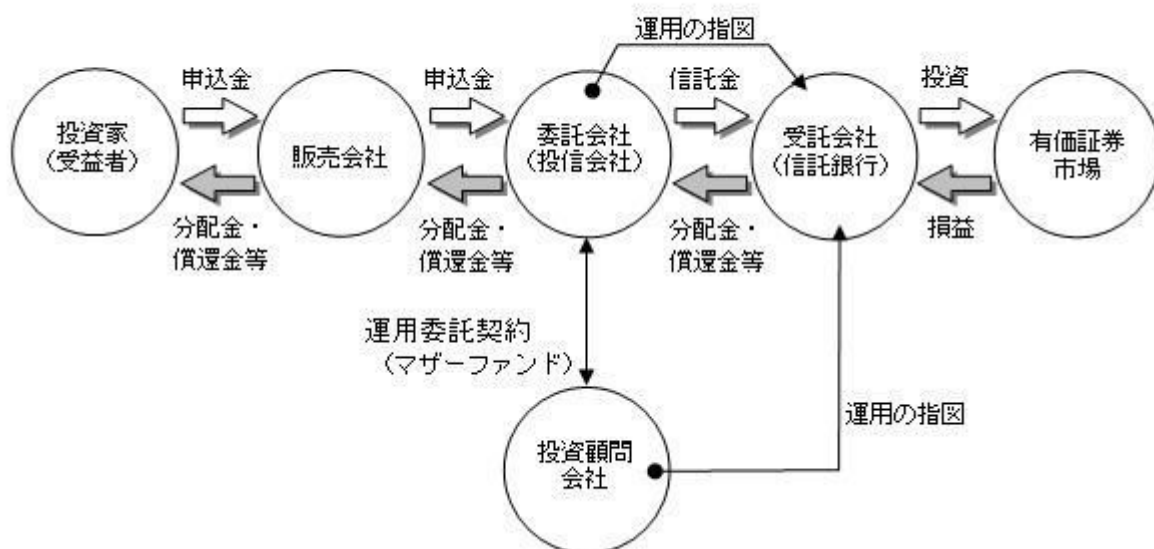 運用の指図
申込金
申込金
信託金
投資
投資家
(受益者)
販売会社
委託会社
(投信会社)
受託会社
(信託銀行)
有価証券
市場
分配金・
償還金等
分配金・
償還金等
分配金・
償還金等
損益
運用委託契約
(マザーファンド)
運用の指図
投資顧問
会社